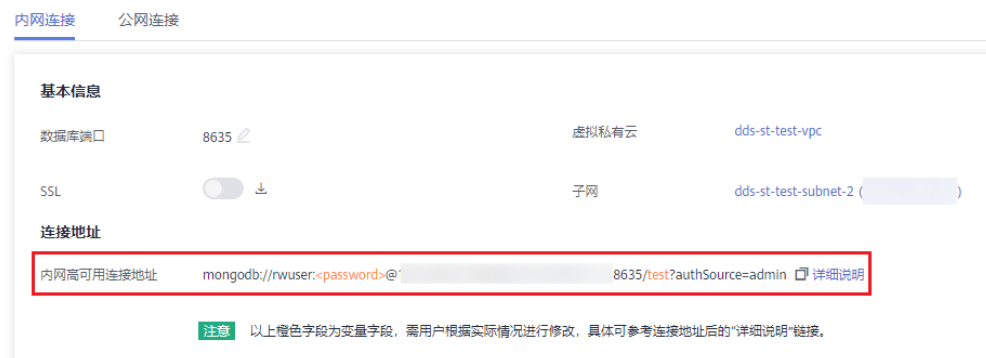 内网连接 公网连接
基本信息
数据库端口 8635 虚拟私有云 dds-st-test-vpc
SSL 子网 dds-st-test-subnet-2 ( )
连接地址
内网高可用连接地址 mongodb://rwuser:<password>@ 8635/test?authSource=admin 详细说明
注意 以上橙色字段为变量字段，需用户根据实际情况进行修改，具体可参考连接地址后的“详细说明”链接。